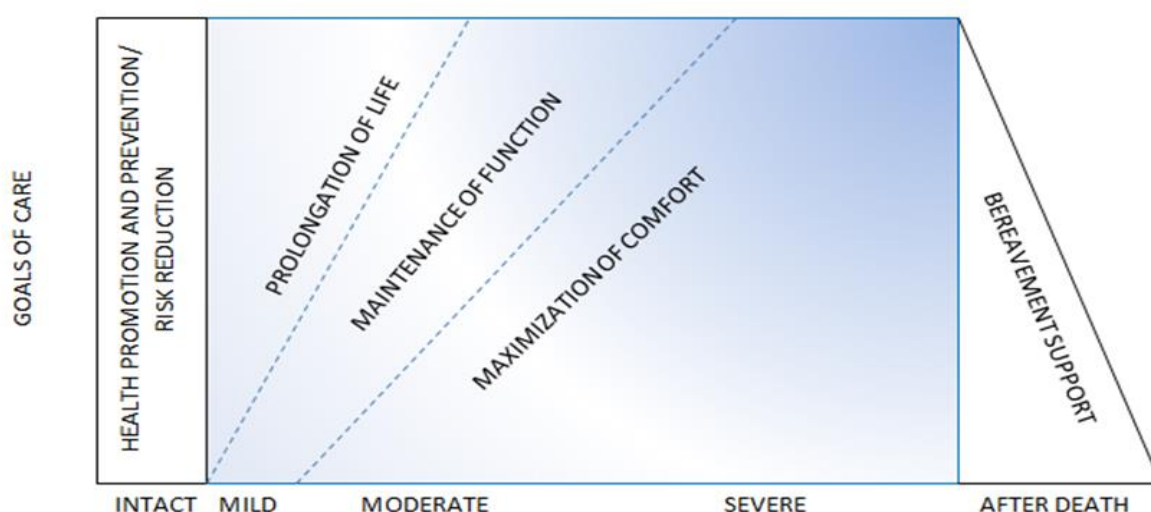 GOALS OF CARE
HEALTH PROMOTION AND PREVENTION/
RISK REDUCTION
PROLONGATION OF LIFE
MAINTENANCE OF FUNCTION
MAXIMIZATION OF COMFORT
BEREAVEMENT SUPPORT
INTACT MILD MODERATE SEVERE AFTER DEATH